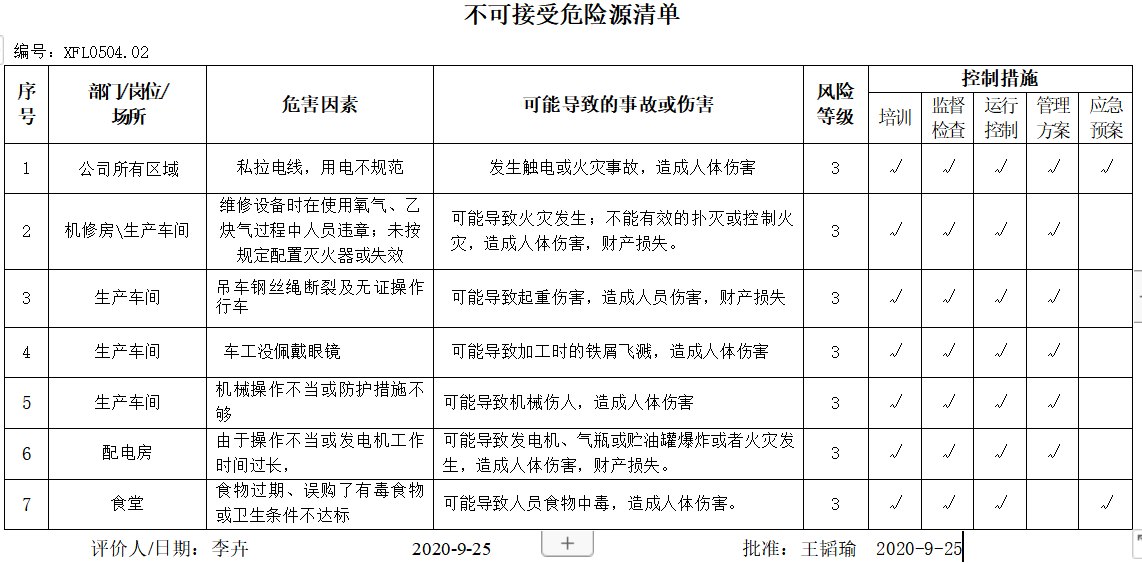 不可接受危险源清单
编号：XFL0504.02
序号 部门/岗位/场所 危害因素 可能导致的事故或伤害 风险等级 控制措施
培训 监督检查 运行控制 管理方案 应急预案
1 公司所有区域 私拉电线，用电不规范 发生触电或火灾事故，造成人体伤害 3 √ √ √ √ √
2 机修房\生产车间 维修设备时在使用氧气、乙炔气过程中人员违章；未按规定配置灭火器或失效 可能导致火灾发生；不能有效的扑灭或控制火灾，造成人体伤害，财产损失。 3 √ √ √ √
3 生产车间 吊车钢丝绳断裂及无证操作行车 可能导致起重伤害，造成人员伤害，财产损失 3 √ √ √ √
4 生产车间 车工没佩戴眼镜 可能导致加工时的铁屑飞溅，造成人体伤害 3 √ √ √ √
5 生产车间 机械操作不当或防护措施不够 可能导致机械伤人，造成人体伤害 3 √ √ √ √
6 配电房 由于操作不当或发电机工作时间过长， 可能导致发电机、气瓶或贮油罐爆炸或者火灾发生，造成人体伤害，财产损失。 3 √ √ √ √
7 食堂 食物过期、误购了有毒食物或卫生条件不达标 可能导致人员食物中毒，造成人体伤害。 3 √ √ √ √
评价人/日期：李卉 2020-9-25 批准：王韬瑜 2020-9-25